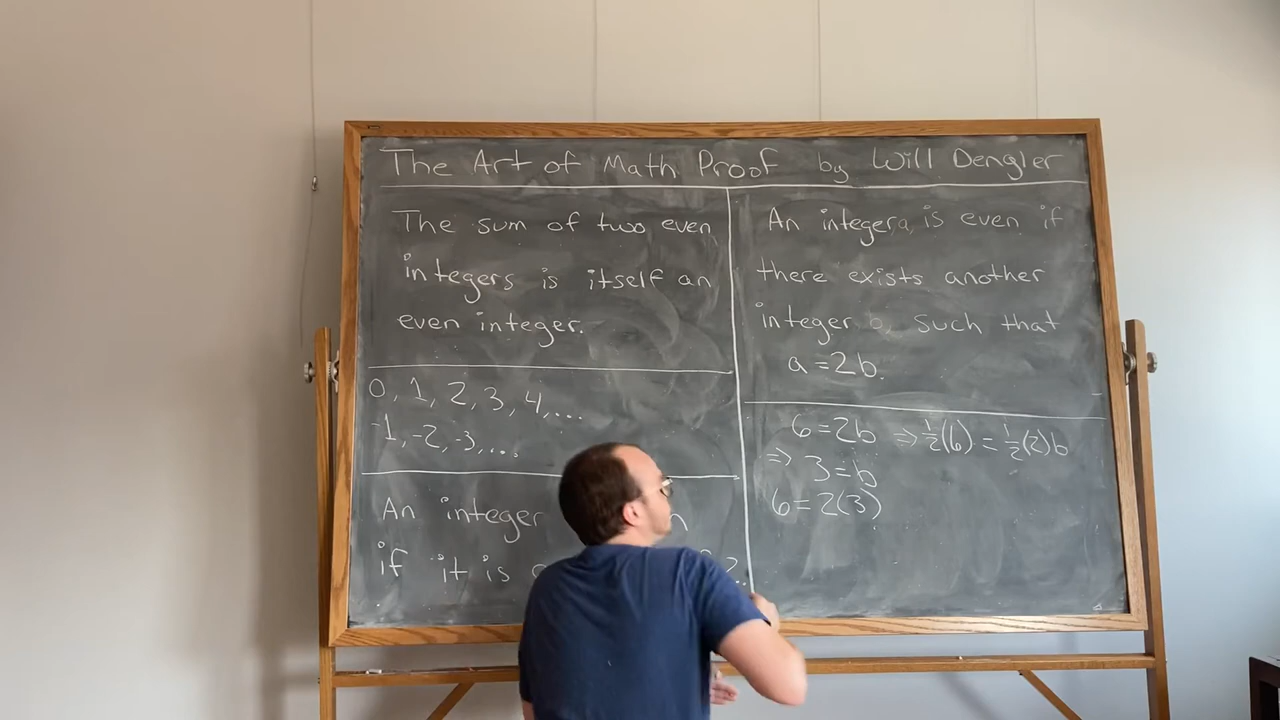 The Art of Math Proof by Will Dengler
The sum of two even
integers is itself an
even integer.
0, 1, 2, 3, 4, ...
-1, -2, -3, ...
An integer
if it is 2.
An integer a, is even if
there exists another
integer b, such that
a = 2b.
6 = 2b ⇒ ½(6) = ½(2)b
⇒ 3 = b
6 = 2(3)